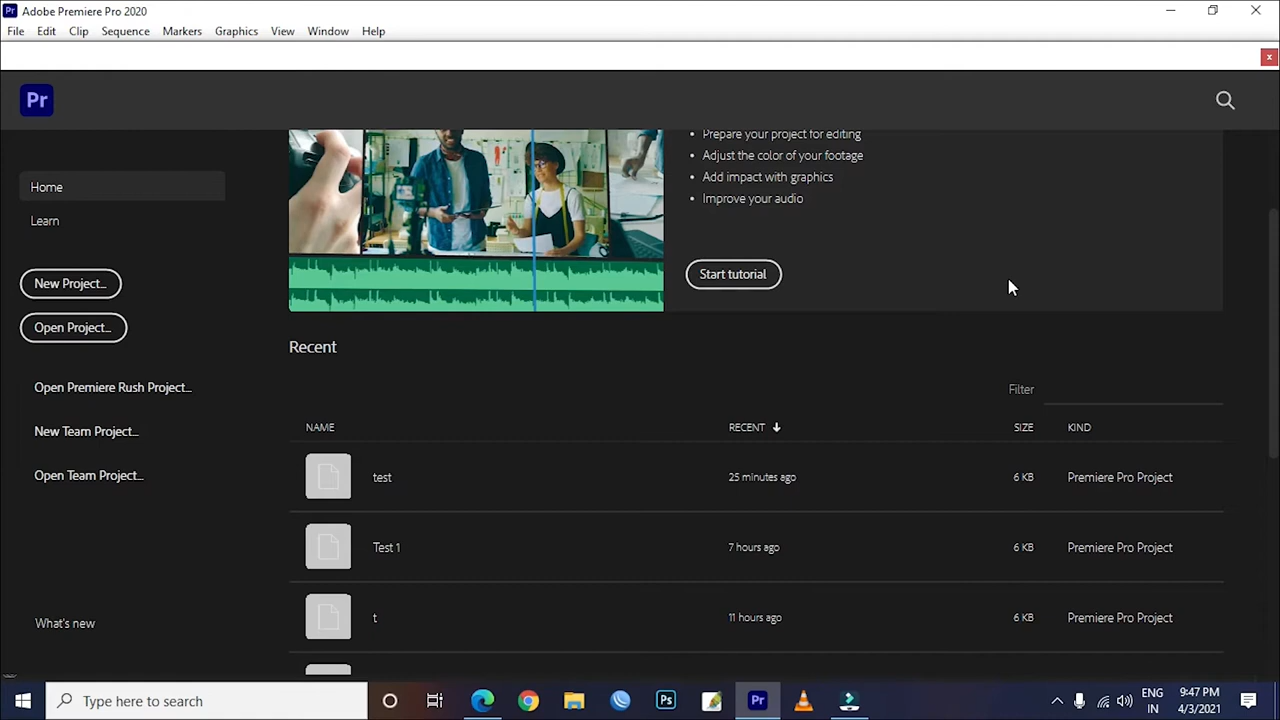 Adobe Premiere Pro 2020
File Edit Clip Sequence Markers Graphics View Window Help
x
Pr
Home
Learn
New Project...
Open Project...
Open Premiere Rush Project...
New Team Project...
Open Team Project...
What's new
• Prepare your project for editing
• Adjust the color of your footage
• Add impact with graphics
• Improve your audio
Start tutorial
Recent
Filter
NAME RECENT SIZE KIND
test 25 minutes ago 6 KB Premiere Pro Project
Test 1 7 hours ago 6 KB Premiere Pro Project
t 11 hours ago 6 KB Premiere Pro Project
Type here to search
Ps
Pr
ENG
IN
9:47 PM
4/3/2021